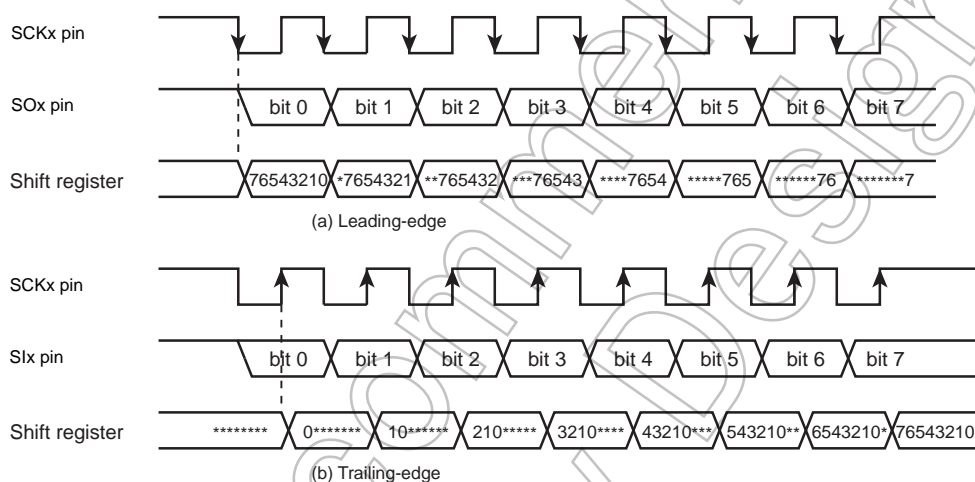 SCKx pin
SOx pin bit 0 bit 1 bit 2 bit 3 bit 4 bit 5 bit 6 bit 7
Shift register 76543210 *7654321 **765432 ***76543 ****7654 *****765 ******76 *******7
(a) Leading-edge
SCKx pin
SIx pin bit 0 bit 1 bit 2 bit 3 bit 4 bit 5 bit 6 bit 7
Shift register ******** 0******* 10****** 210***** 3210**** 43210*** 543210** 6543210* 76543210
(b) Trailing-edge